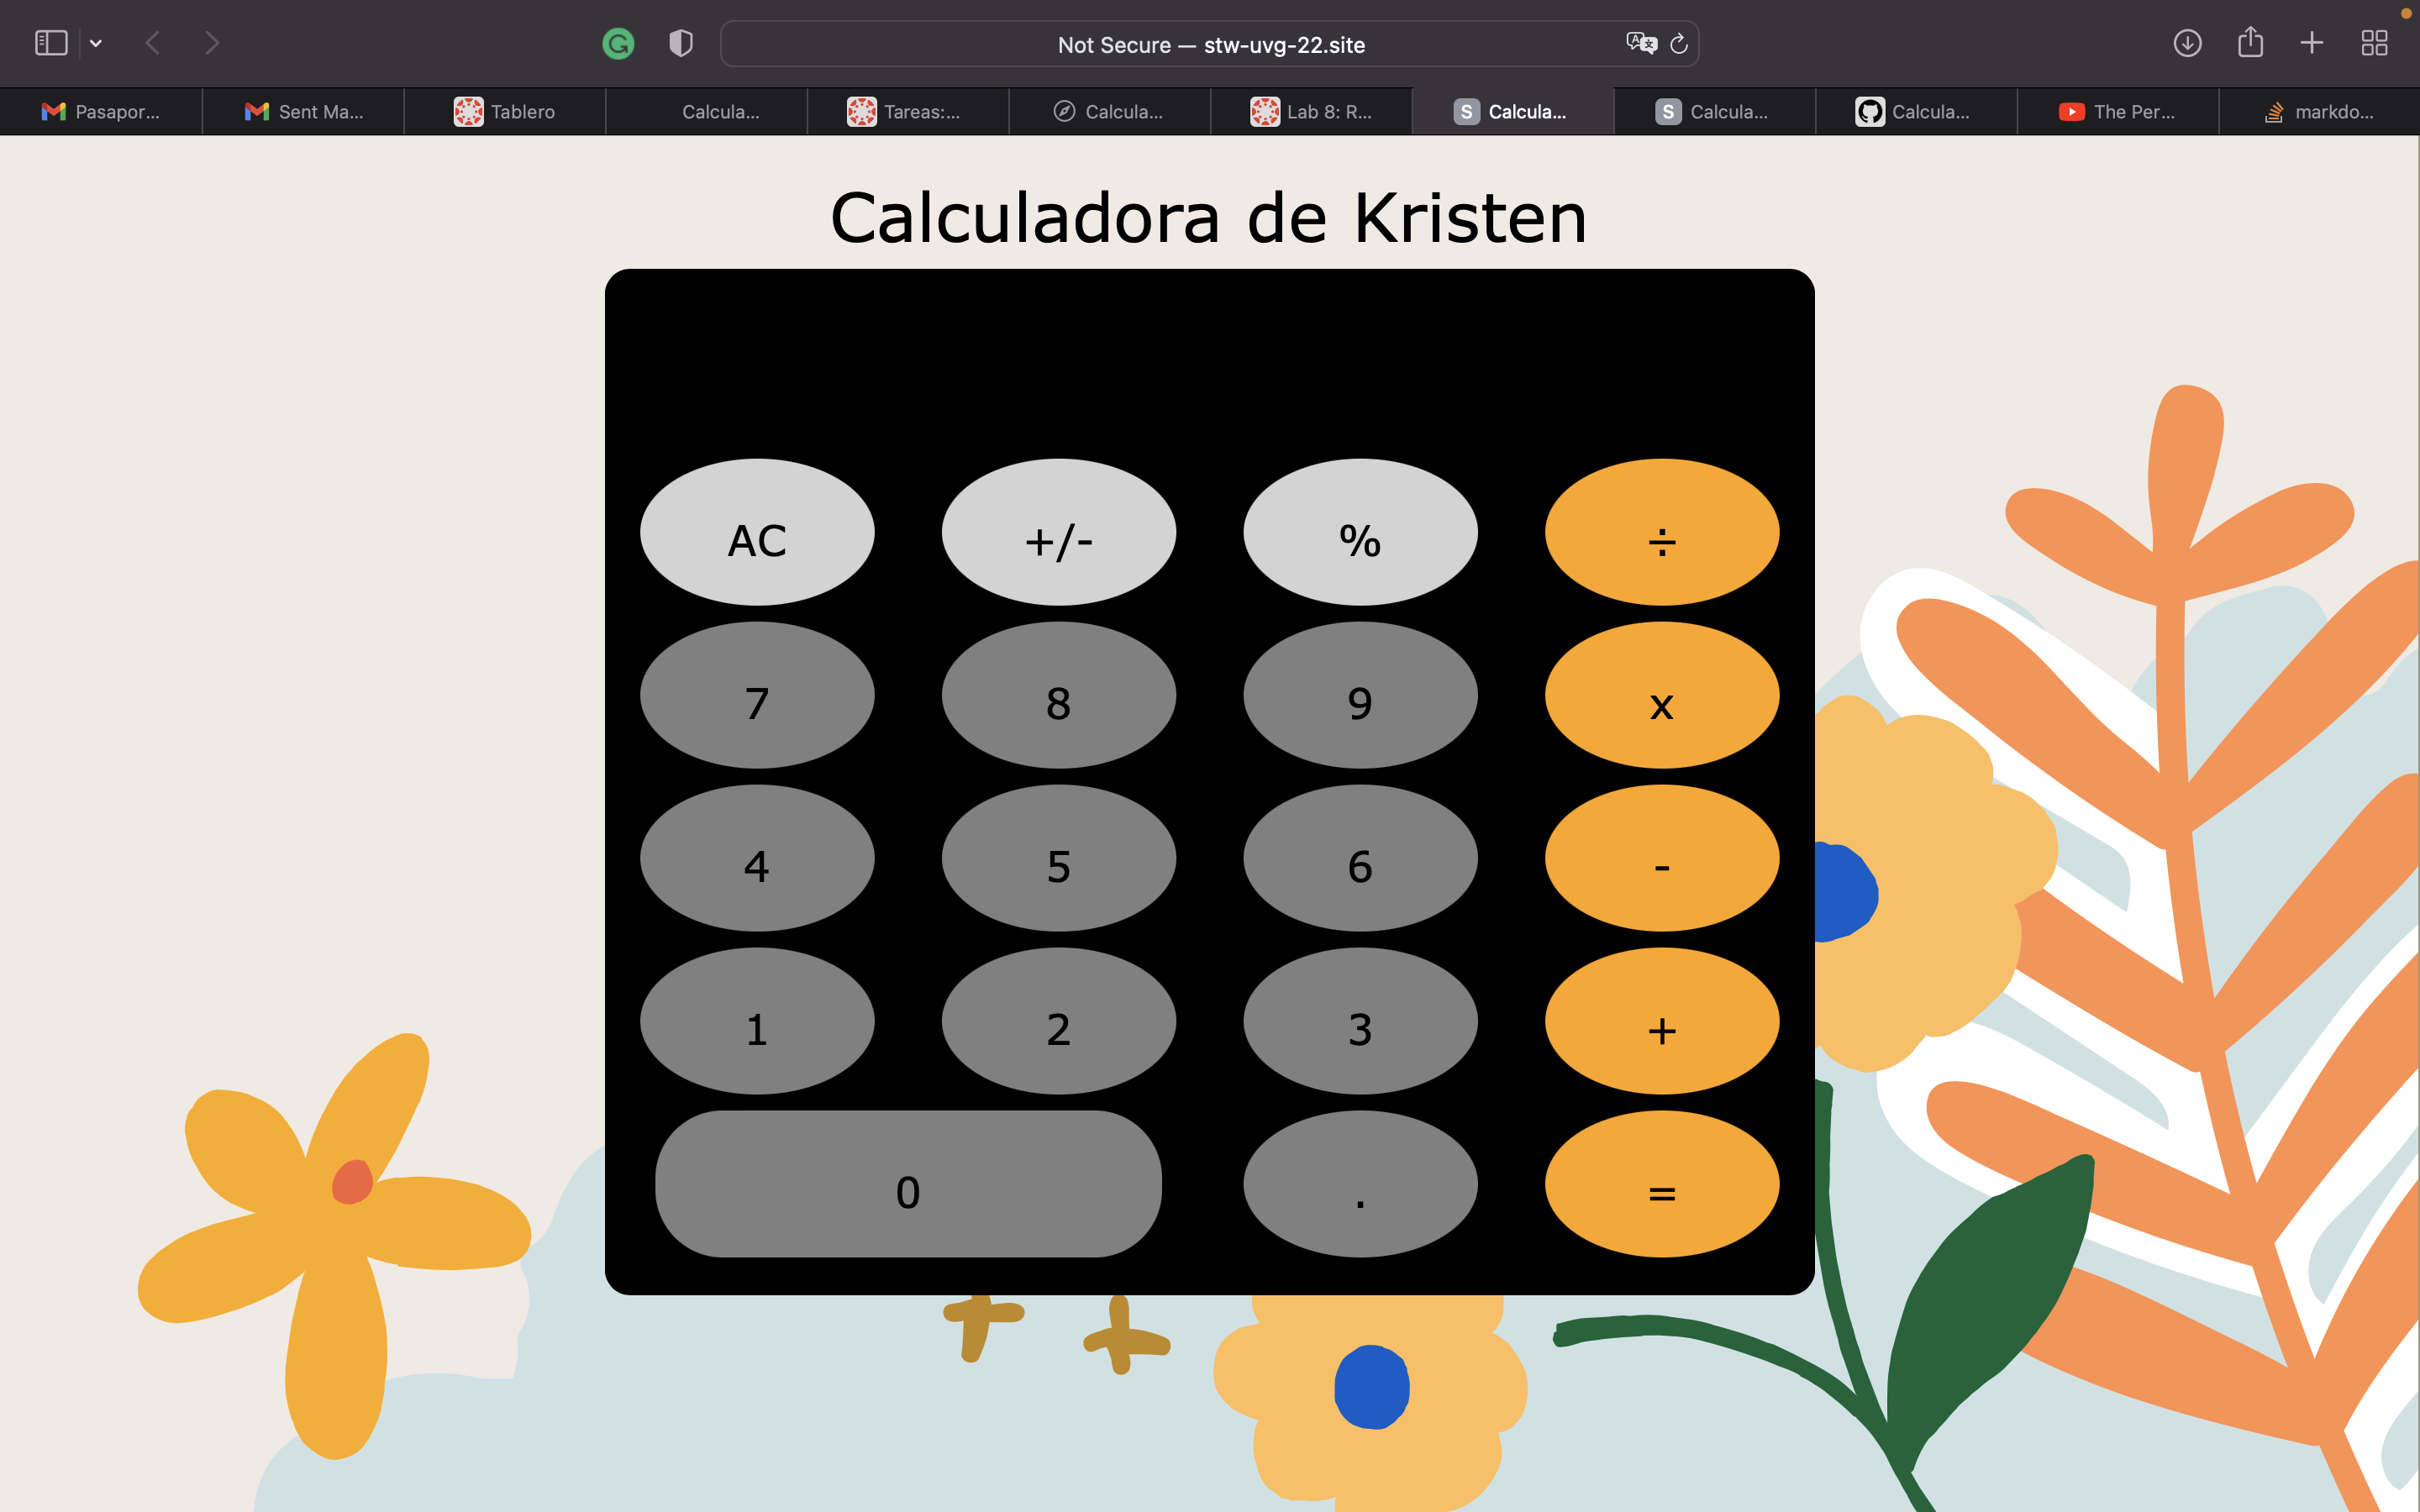 Not Secure — stw-uvg-22.site
Pasapor... Sent Ma... Tablero Calcula... Tareas:... Calcula... Lab 8: R... S Calcula... S Calcula... Calcula... The Per... markdo...
Calculadora de Kristen
AC +/- % ÷
7 8 9 x
4 5 6 -
1 2 3 +
0 . =